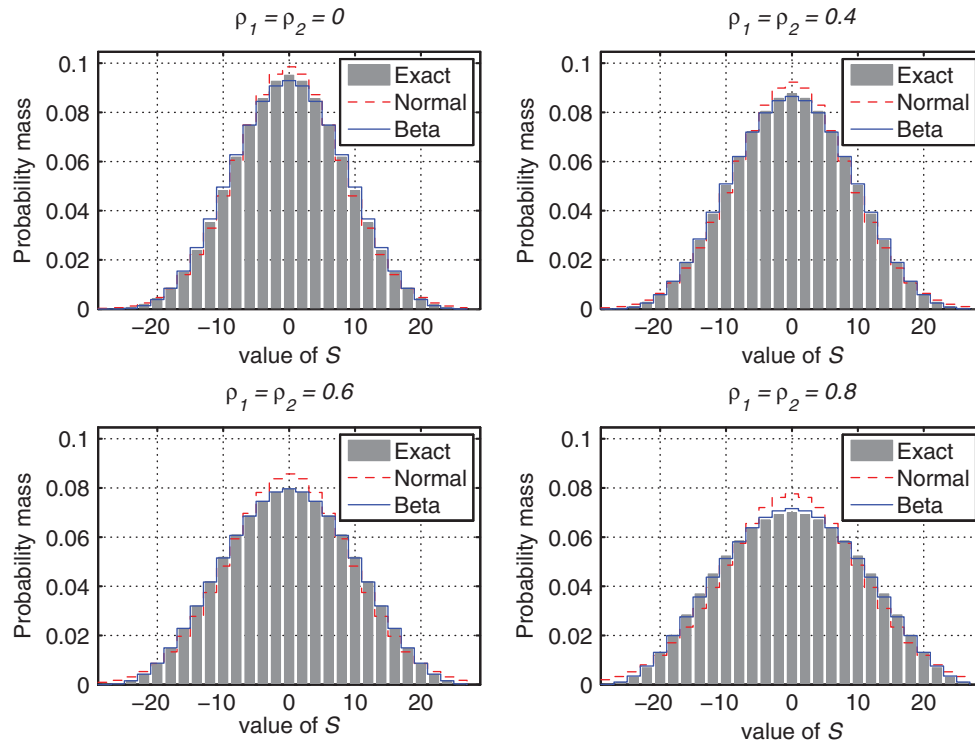 ρ1 = ρ2 = 0
Probability mass
0.1
0.08
0.06
0.04
0.02
0
Exact
Normal
Beta
−20
−10
0
10
20
value of S
ρ1 = ρ2 = 0.4
Probability mass
0.1
0.08
0.06
0.04
0.02
0
Exact
Normal
Beta
−20
−10
0
10
20
value of S
ρ1 = ρ2 = 0.6
Probability mass
0.1
0.08
0.06
0.04
0.02
0
Exact
Normal
Beta
−20
−10
0
10
20
value of S
ρ1 = ρ2 = 0.8
Probability mass
0.1
0.08
0.06
0.04
0.02
0
Exact
Normal
Beta
−20
−10
0
10
20
value of S